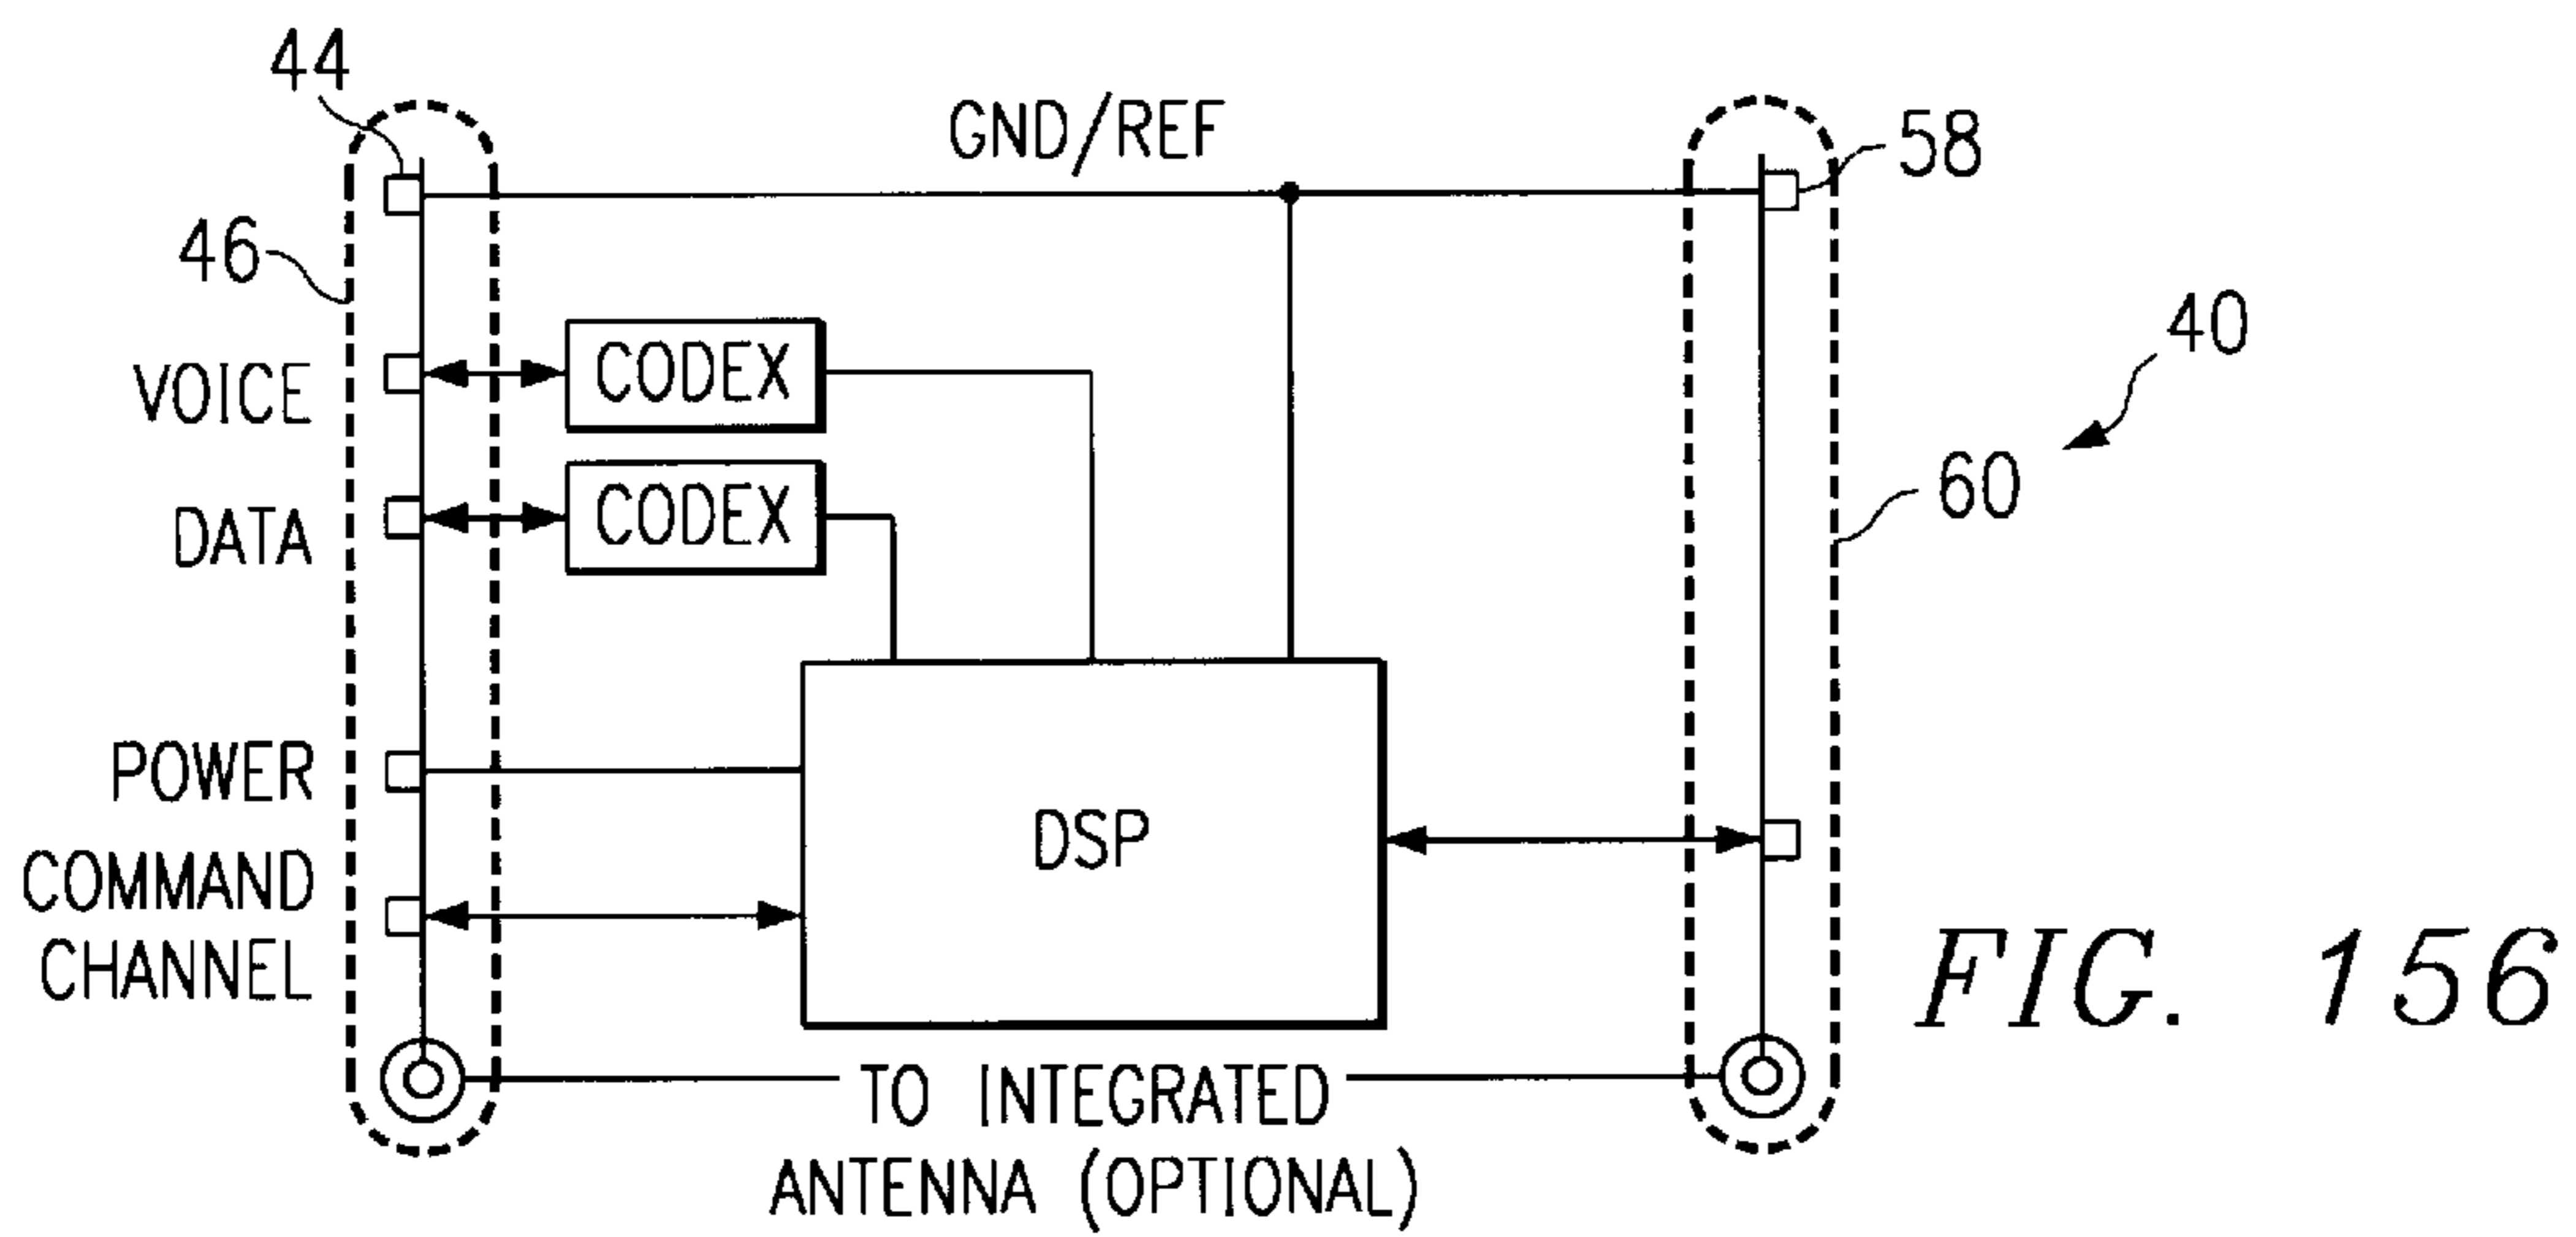 44
GND/REF
58
46
40
VOICE
CODEX
60
DATA
CODEX
POWER
DSP
COMMAND
CHANNEL
FIG. 156
TO INTEGRATED
ANTENNA (OPTIONAL)